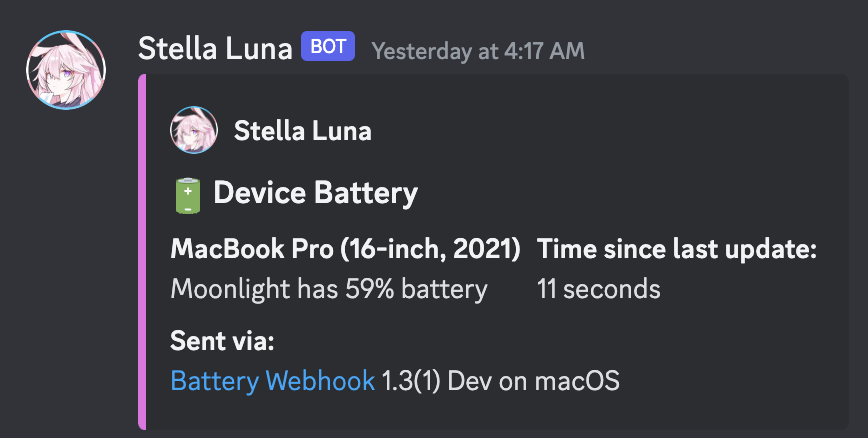 Stella Luna BOT Yesterday at 4:17 AM
Stella Luna
Device Battery
MacBook Pro (16-inch, 2021) Time since last update:
Moonlight has 59% battery 11 seconds
Sent via:
Battery Webhook 1.3(1) Dev on macOS